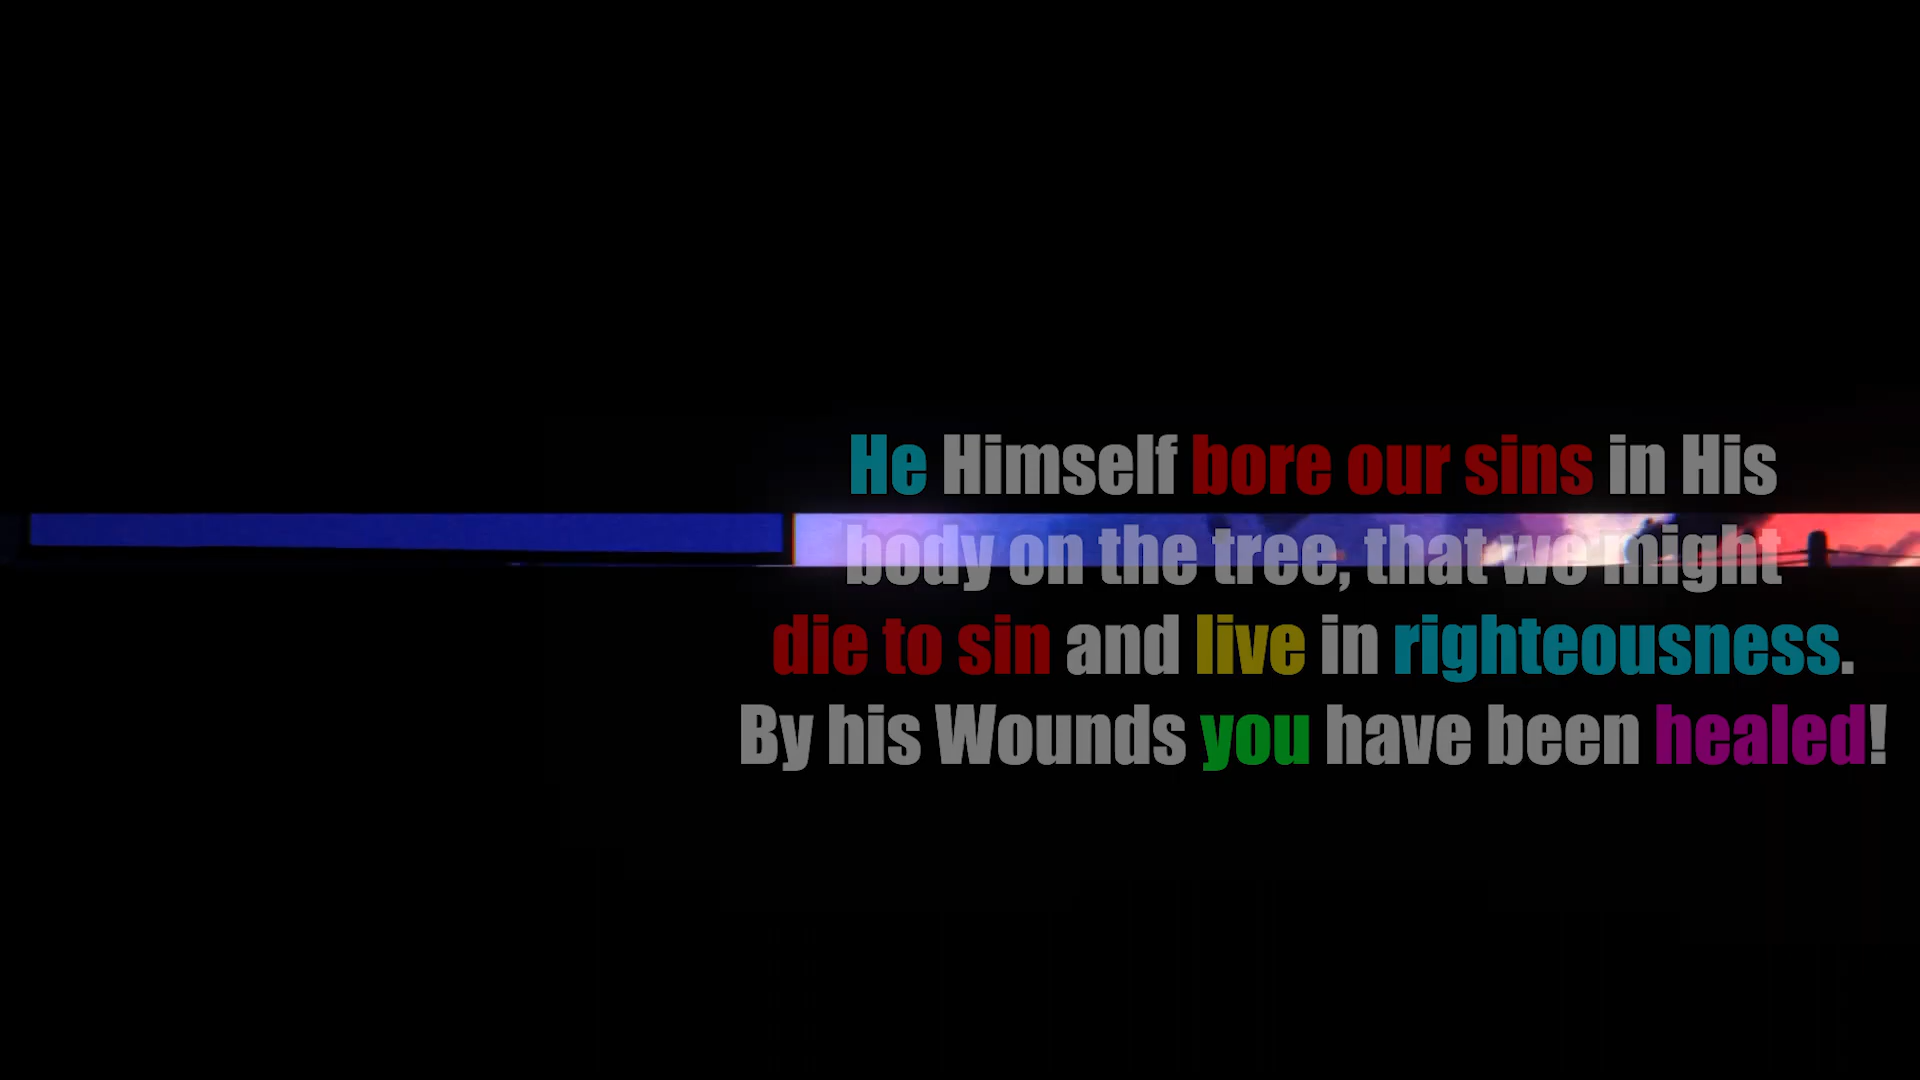 He Himself bore our sins in His
body on the tree, that we might
die to sin and live in righteousness.
By his Wounds you have been healed!